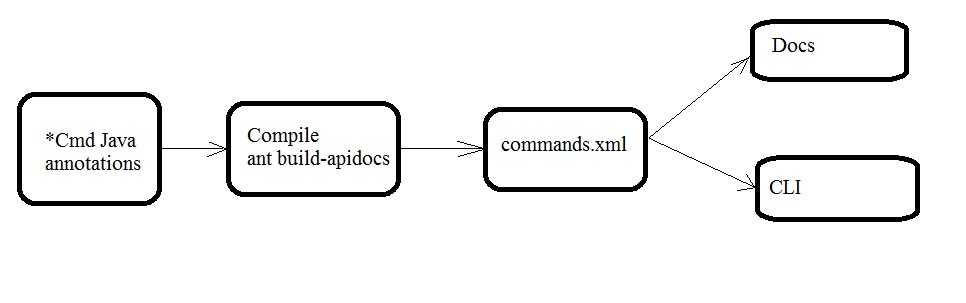 *Cmd Java
annotations
Compile
ant build-apidocs
commands.xml
Docs
CLI